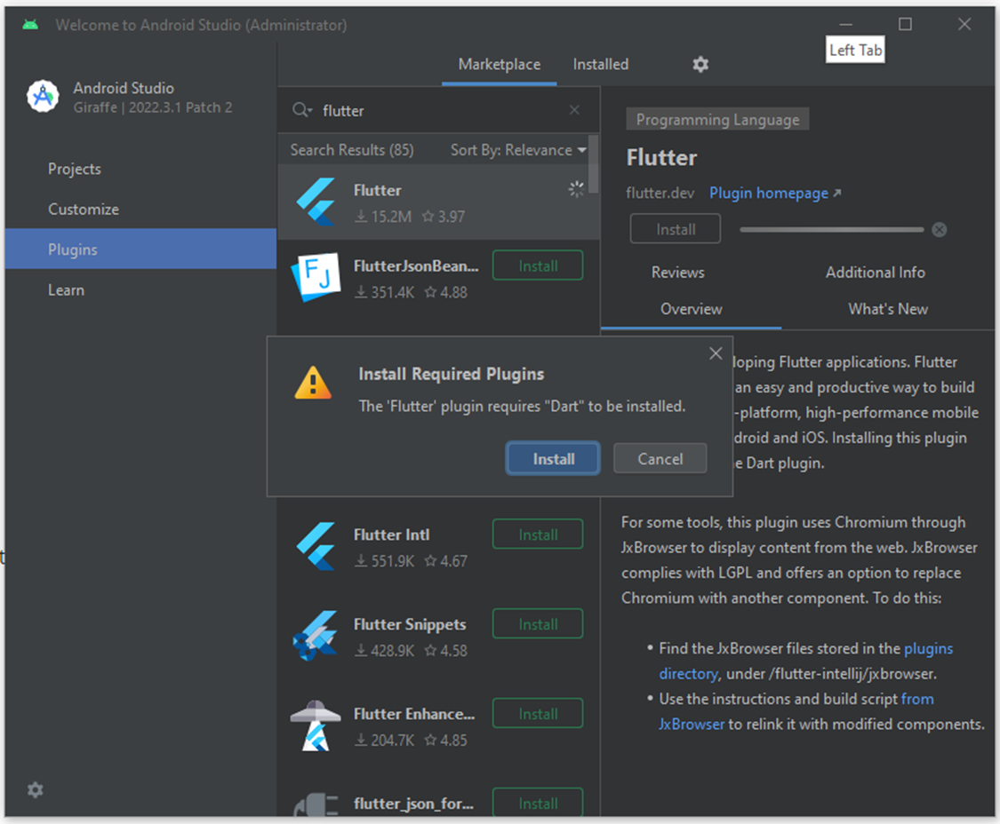 Welcome to Android Studio (Administrator)
Left Tab
Android Studio
Giraffe | 2022.3.1 Patch 2
Projects
Customize
Plugins
Learn
Marketplace
Installed
flutter
Search Results (85)
Sort By: Relevance
Flutter
15.2M 3.97
FlutterJsonBean...
Install
351.4K 4.88
Install Required Plugins
The 'Flutter' plugin requires "Dart" to be installed.
Install
Cancel
Flutter Intl
Install
551.9K 4.67
Flutter Snippets
Install
428.9K 4.58
Flutter Enhance...
Install
204.7K 4.85
flutter_json_for...
Install
Programming Language
Flutter
flutter.dev Plugin homepage
Install
Reviews
Additional Info
Overview
What's New
loping Flutter applications. Flutter
an easy and productive way to build
-platform, high-performance mobile
droid and iOS. Installing this plugin
e Dart plugin.
For some tools, this plugin uses Chromium through
JxBrowser to display content from the web. JxBrowser
complies with LGPL and offers an option to replace
Chromium with another component. To do this:
• Find the JxBrowser files stored in the plugins
directory, under /flutter-intellij/jxbrowser.
• Use the instructions and build script from
JxBrowser to relink it with modified components.
t